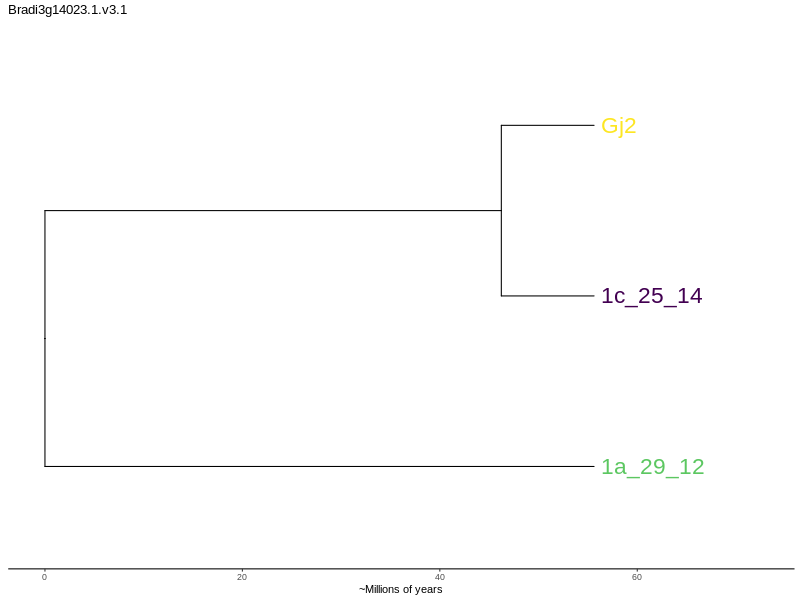 Bradi3g14023.1.v3.1
Gj2
1c_25_14
1a_29_12
0 20 40 60
~Millions of years